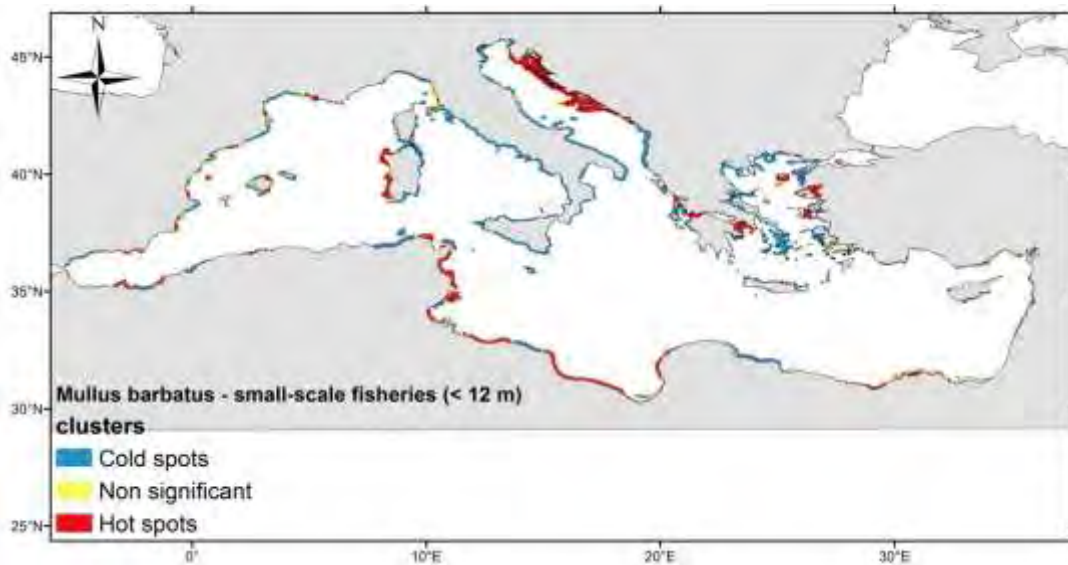 N
45°N
40°N
35°N
30°N
Mullus barbatus - small-scale fisheries (< 12 m)
clusters
Cold spots
Non significant
Hot spots
25°N
0°
10°E
20°E
30°E